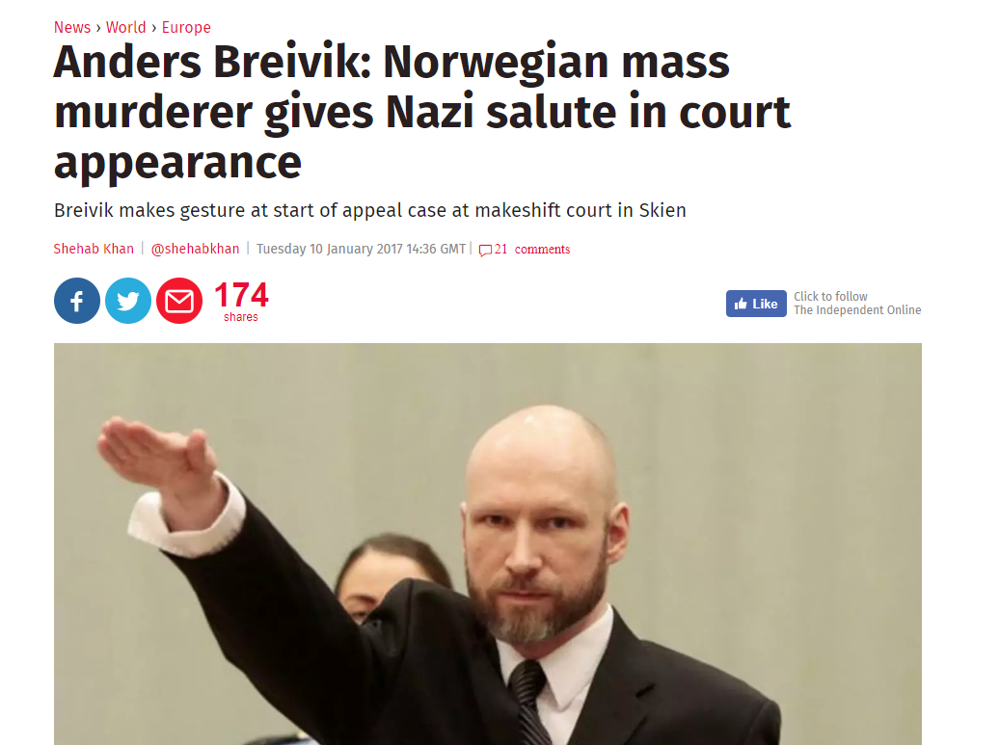 News › World › Europe
Anders Breivik: Norwegian mass
murderer gives Nazi salute in court
appearance
Breivik makes gesture at start of appeal case at makeshift court in Skien
Shehab Khan | @shehabkhan | Tuesday 10 January 2017 14:36 GMT | 21 comments
174
shares
Like
Click to follow
The Independent Online